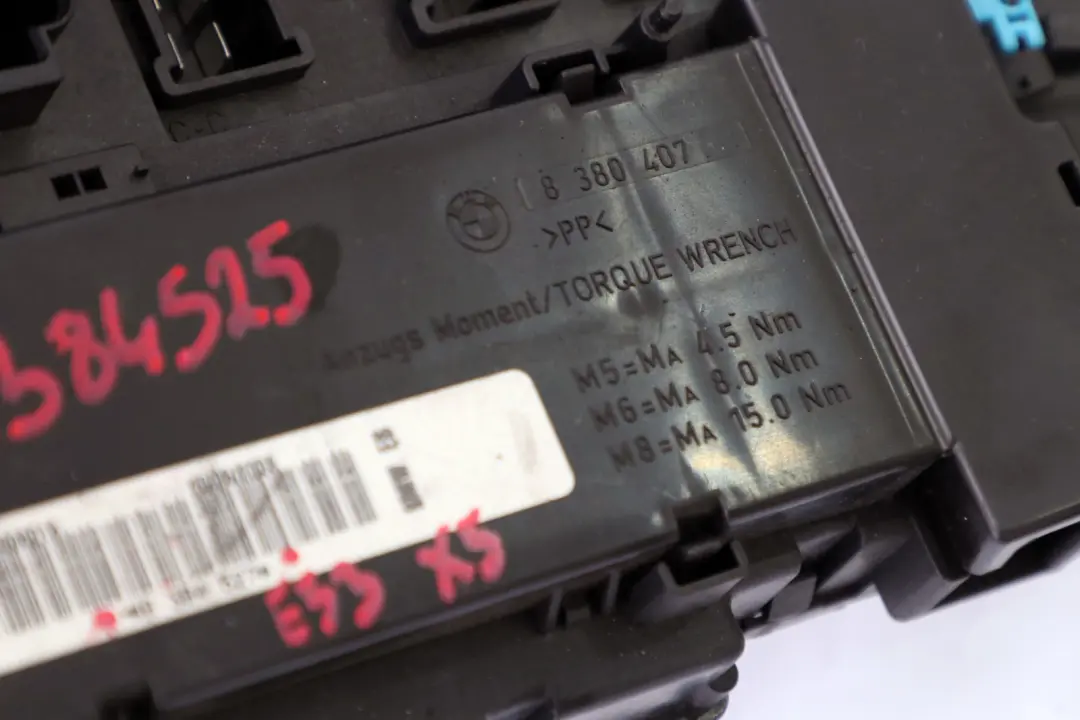 8 380 407
>PP<
Anzugs Moment/TORQUE WRENCH
M5=MA 4.5 Nm
M6=MA 8.0 Nm
M8=MA 15.0 Nm
384525
E53 X5